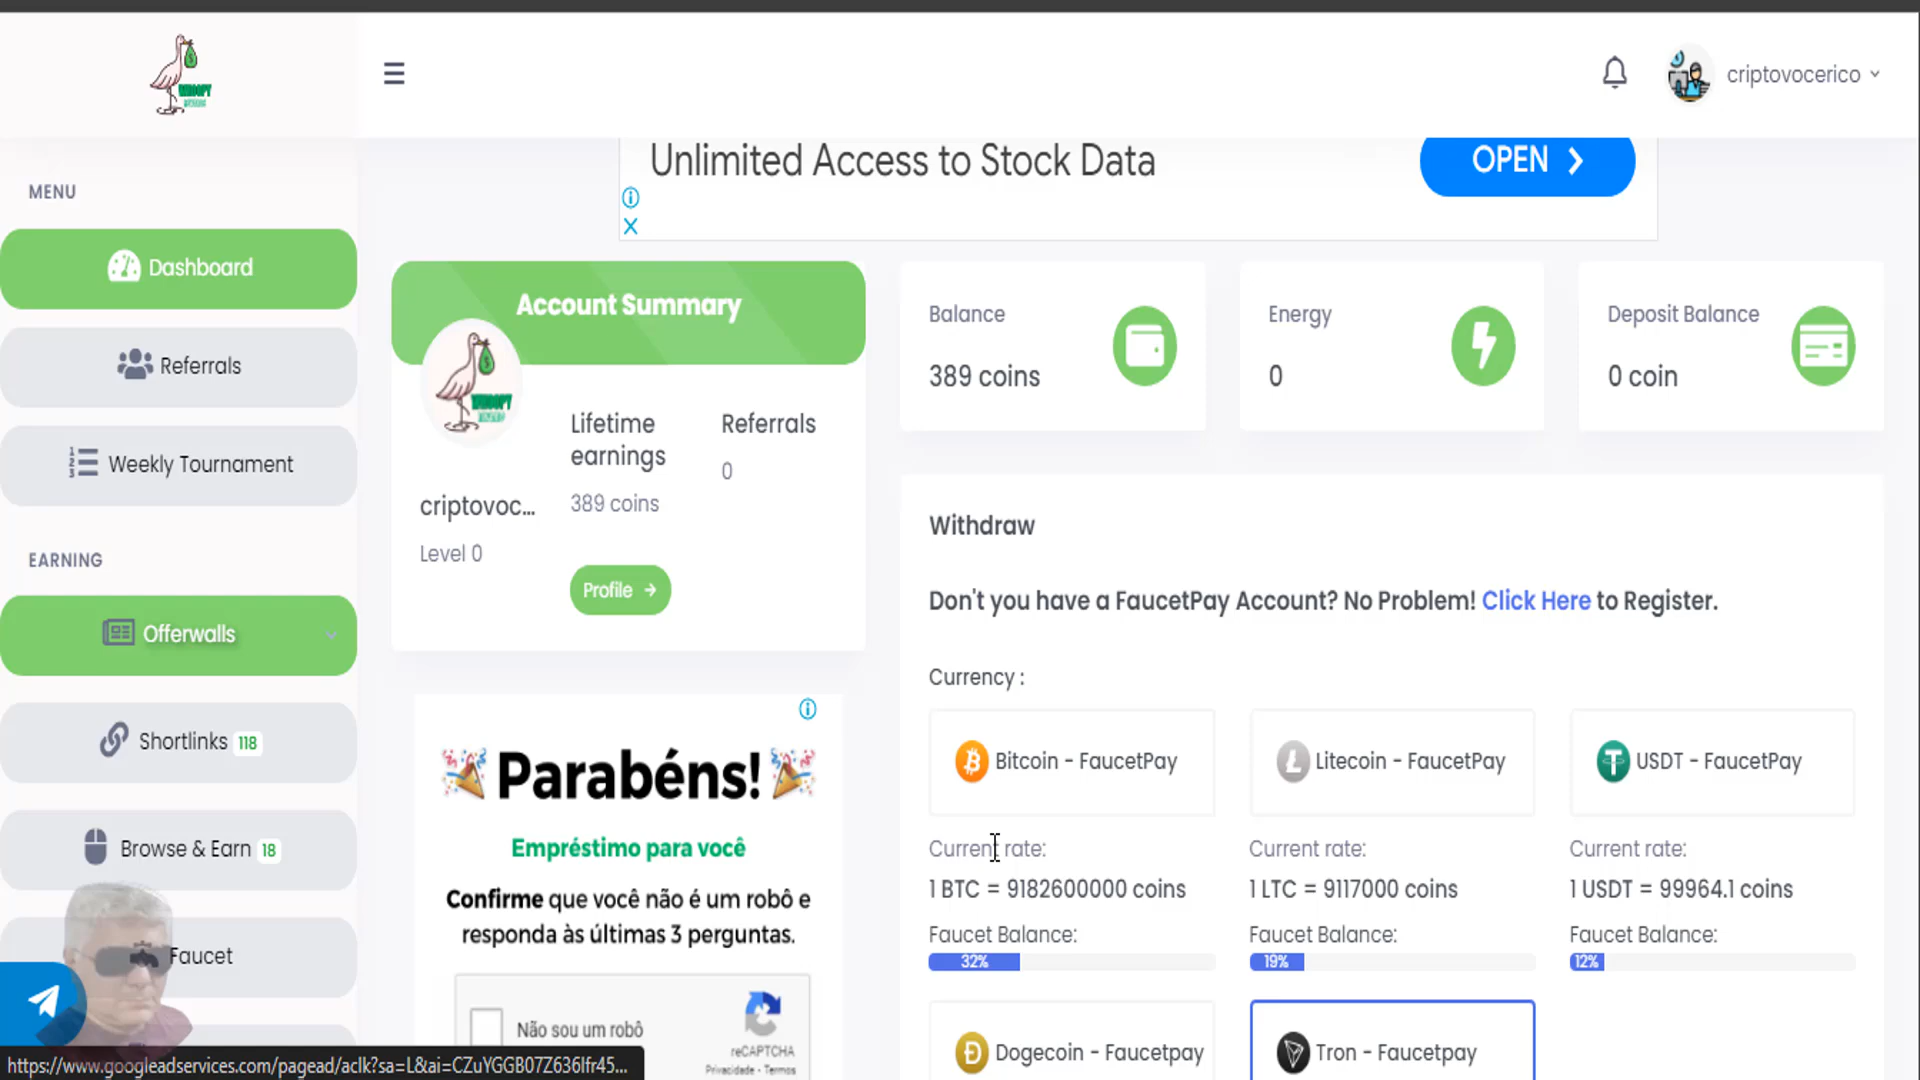 criptovocerico
Unlimited Access to Stock Data
OPEN
MENU
Dashboard
Referrals
Weekly Tournament
EARNING
Offerwalls
Shortlinks 118
Browse & Earn 18
Faucet
Account Summary
criptovoc...
Level 0
Lifetime
earnings
389 coins
Referrals
0
Profile →
Balance
389 coins
Energy
0
Deposit Balance
0 coin
Withdraw
Don't you have a FaucetPay Account? No Problem! Click Here to Register.
Currency :
Bitcoin - FaucetPay
Litecoin - FaucetPay
USDT - FaucetPay
Current rate:
1 BTC = 9182600000 coins
Faucet Balance:
32%
Current rate:
1 LTC = 9117000 coins
Faucet Balance:
19%
Current rate:
1 USDT = 99964.1 coins
Faucet Balance:
12%
Dogecoin - Faucetpay
Tron - Faucetpay
Parabéns!
Empréstimo para você
Confirme que você não é um robô e
responda às últimas 3 perguntas.
Não sou um robô
reCAPTCHA
Privacidade - Termos
https://www.googleadservices.com/pagead/aclk?sa=L&ai=CZuYGGB07Z636lfr45...